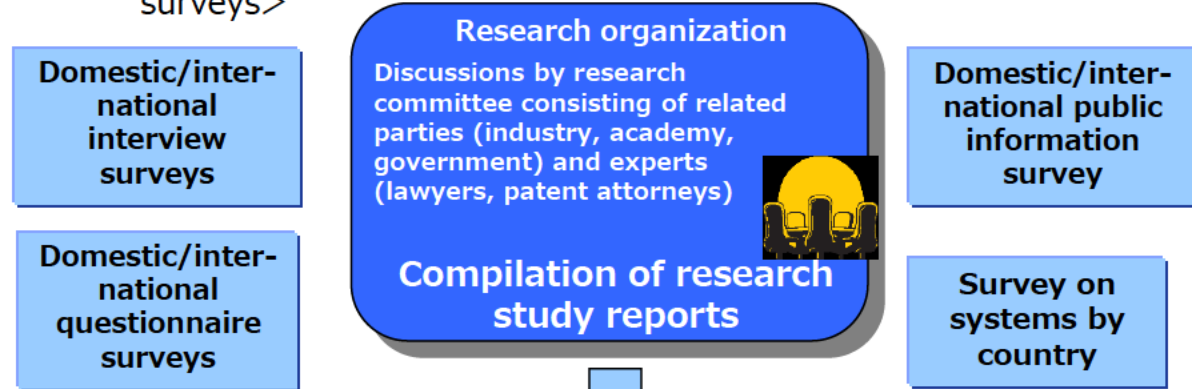 surveys>
Domestic/inter-
national
interview
surveys
Domestic/inter-
national
questionnaire
surveys
Research organization
Discussions by research
committee consisting of related
parties (industry, academy,
government) and experts
(lawyers, patent attorneys)
Compilation of research
study reports
Domestic/inter-
national public
information
survey
Survey on
systems by
country